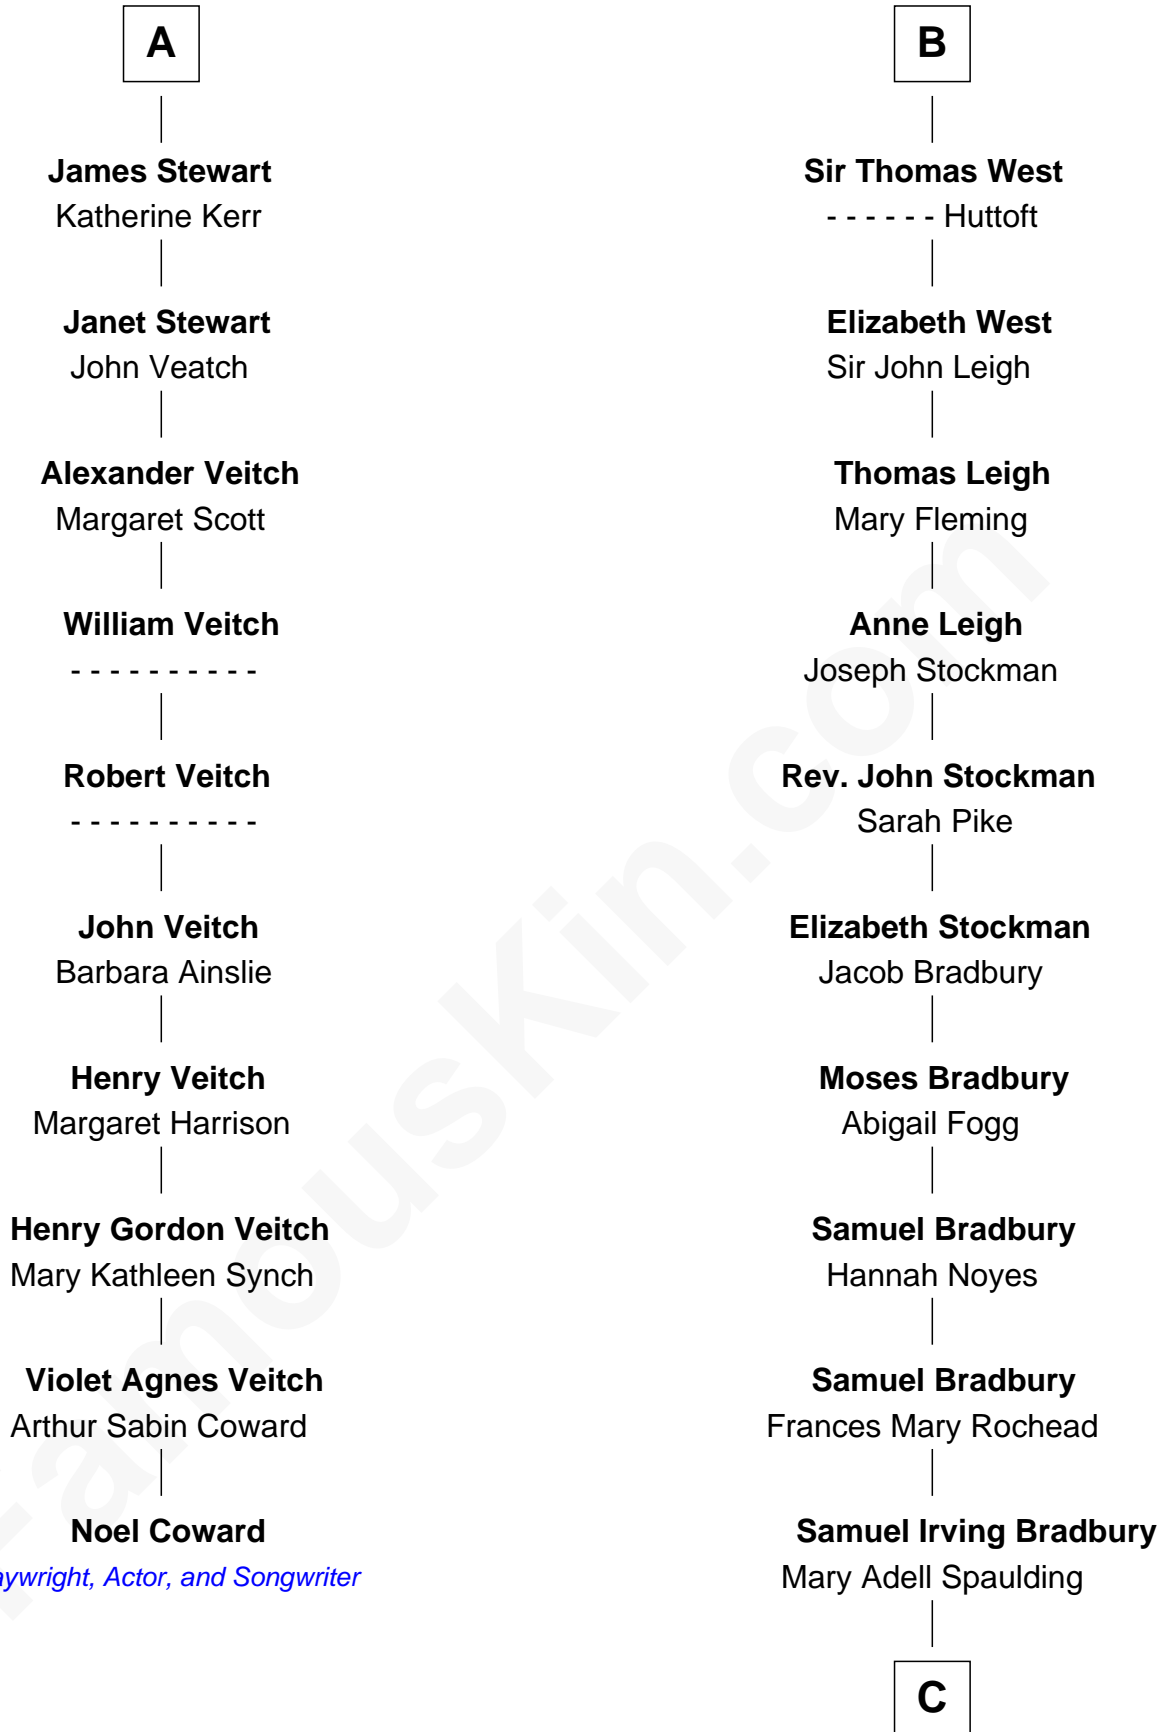 A
James Stewart
Katherine Kerr
Janet Stewart
John Veatch
Alexander Veitch
Margaret Scott
William Veitch
- - - - - - - - - -
Robert Veitch
- - - - - - - - - -
John Veitch
Barbara Ainslie
Henry Veitch
Margaret Harrison
Henry Gordon Veitch
Mary Kathleen Synch
Violet Agnes Veitch
Arthur Sabin Coward
Noel Coward
aywright, Actor, and Songwriter
B
Sir Thomas West
- - - - - - Huttoft
Elizabeth West
Sir John Leigh
Thomas Leigh
Mary Fleming
Anne Leigh
Joseph Stockman
Rev. John Stockman
Sarah Pike
Elizabeth Stockman
Jacob Bradbury
Moses Bradbury
Abigail Fogg
Samuel Bradbury
Hannah Noyes
Samuel Bradbury
Frances Mary Rochead
Samuel Irving Bradbury
Mary Adell Spaulding
C
FamousKin.com